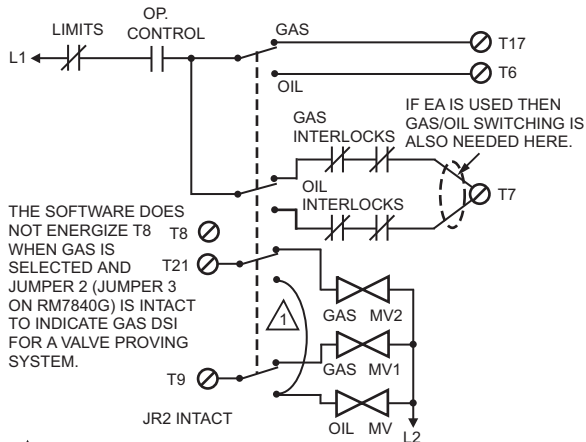 GAS
T17
LIMITS
OP.
CONTROL
L1
T6
OIL
GAS
INTERLOCKS
IF EA IS USED THEN
GAS/OIL SWITCHING IS
ALSO NEEDED HERE.
OIL
INTERLOCKS
T7
THE SOFTWARE DOES
NOT ENERGIZE T8
WHEN GAS IS
SELECTED AND
JUMPER 2 (JUMPER 3
ON RM7840G) IS INTACT
TO INDICATE GAS DSI
FOR A VALVE PROVING
SYSTEM.
T8
T21
GAS MV2
1
GAS MV1
T9
JR2 INTACT
OIL MV
L2